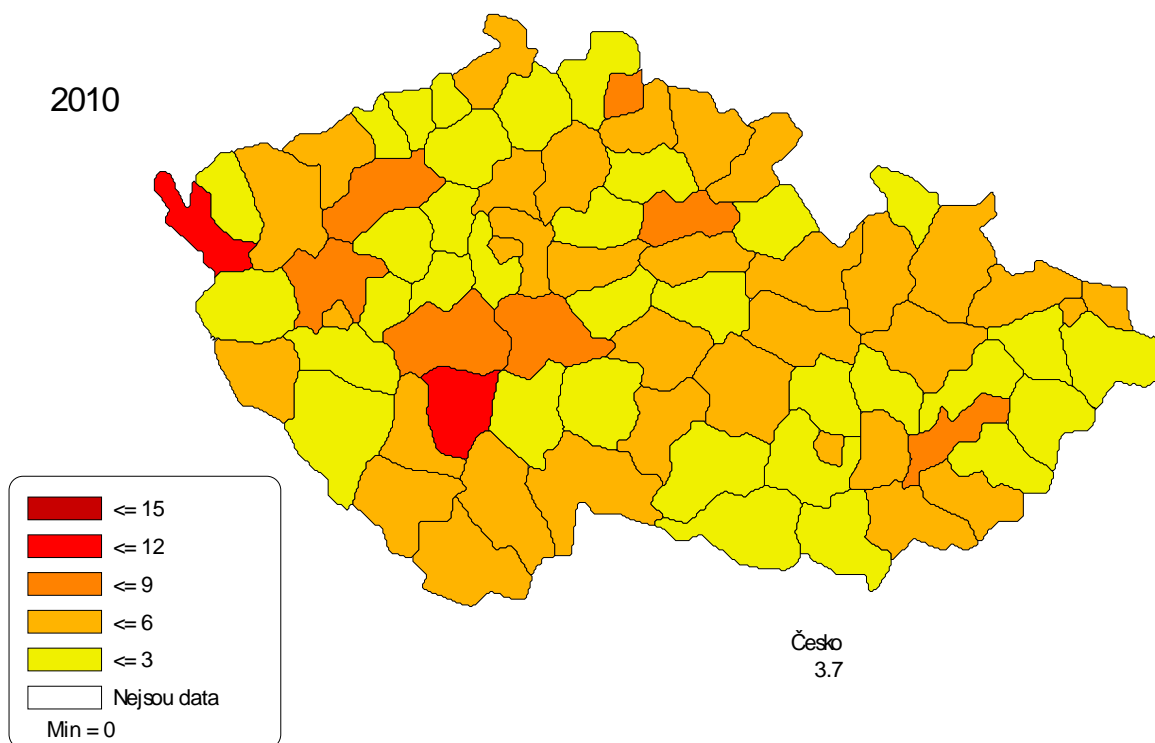 2010
<= 15
<= 12
<= 9
<= 6
<= 3
Nejsou data
Min = 0
Česko
3.7